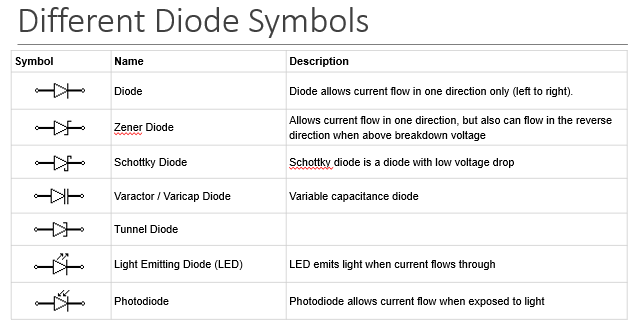 Different Diode Symbols
Symbol Name Description
Diode Diode allows current flow in one direction only (left to right).
Zener Diode Allows current flow in one direction, but also can flow in the reverse
direction when above breakdown voltage
Schottky Diode Schottky diode is a diode with low voltage drop
Varactor / Varicap Diode Variable capacitance diode
Tunnel Diode
Light Emitting Diode (LED) LED emits light when current flows through
Photodiode Photodiode allows current flow when exposed to light